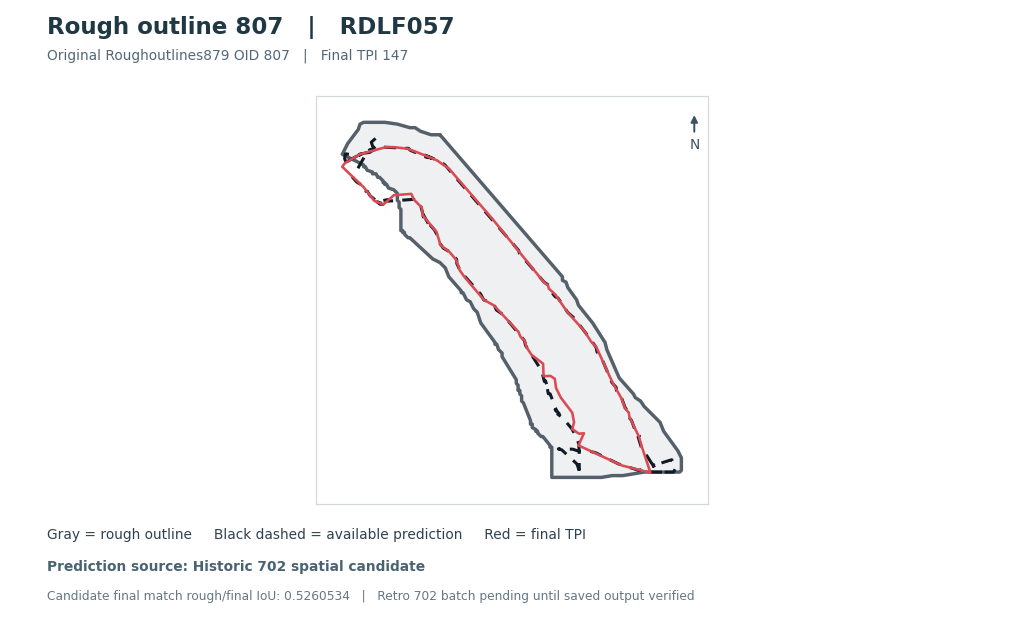 Rough outline 807   |   RDLF057
Original Roughoutlines879 OID 807   |   Final TPI 147
N
Gray = rough outline     Black dashed = available prediction     Red = final TPI
Prediction source: Historic 702 spatial candidate
Candidate final match rough/final IoU: 0.5260534   |   Retro 702 batch pending until saved output verified